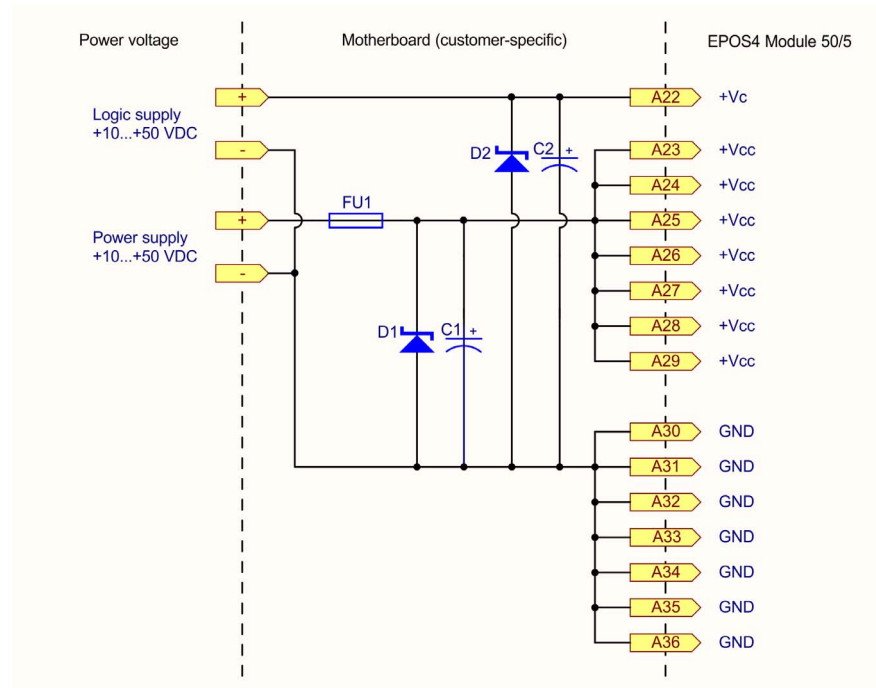 Power voltage
Motherboard (customer-specific)
EPOS4 Module 50/5
+
A22
+Vc
Logic supply
+10...+50 VDC
-
D2
C2
+
A23
+Vcc
A24
+Vcc
FU1
+
A25
+Vcc
Power supply
+10...+50 VDC
A26
+Vcc
-
A27
+Vcc
D1
C1
+
A28
+Vcc
A29
+Vcc
A30
GND
A31
GND
A32
GND
A33
GND
A34
GND
A35
GND
A36
GND